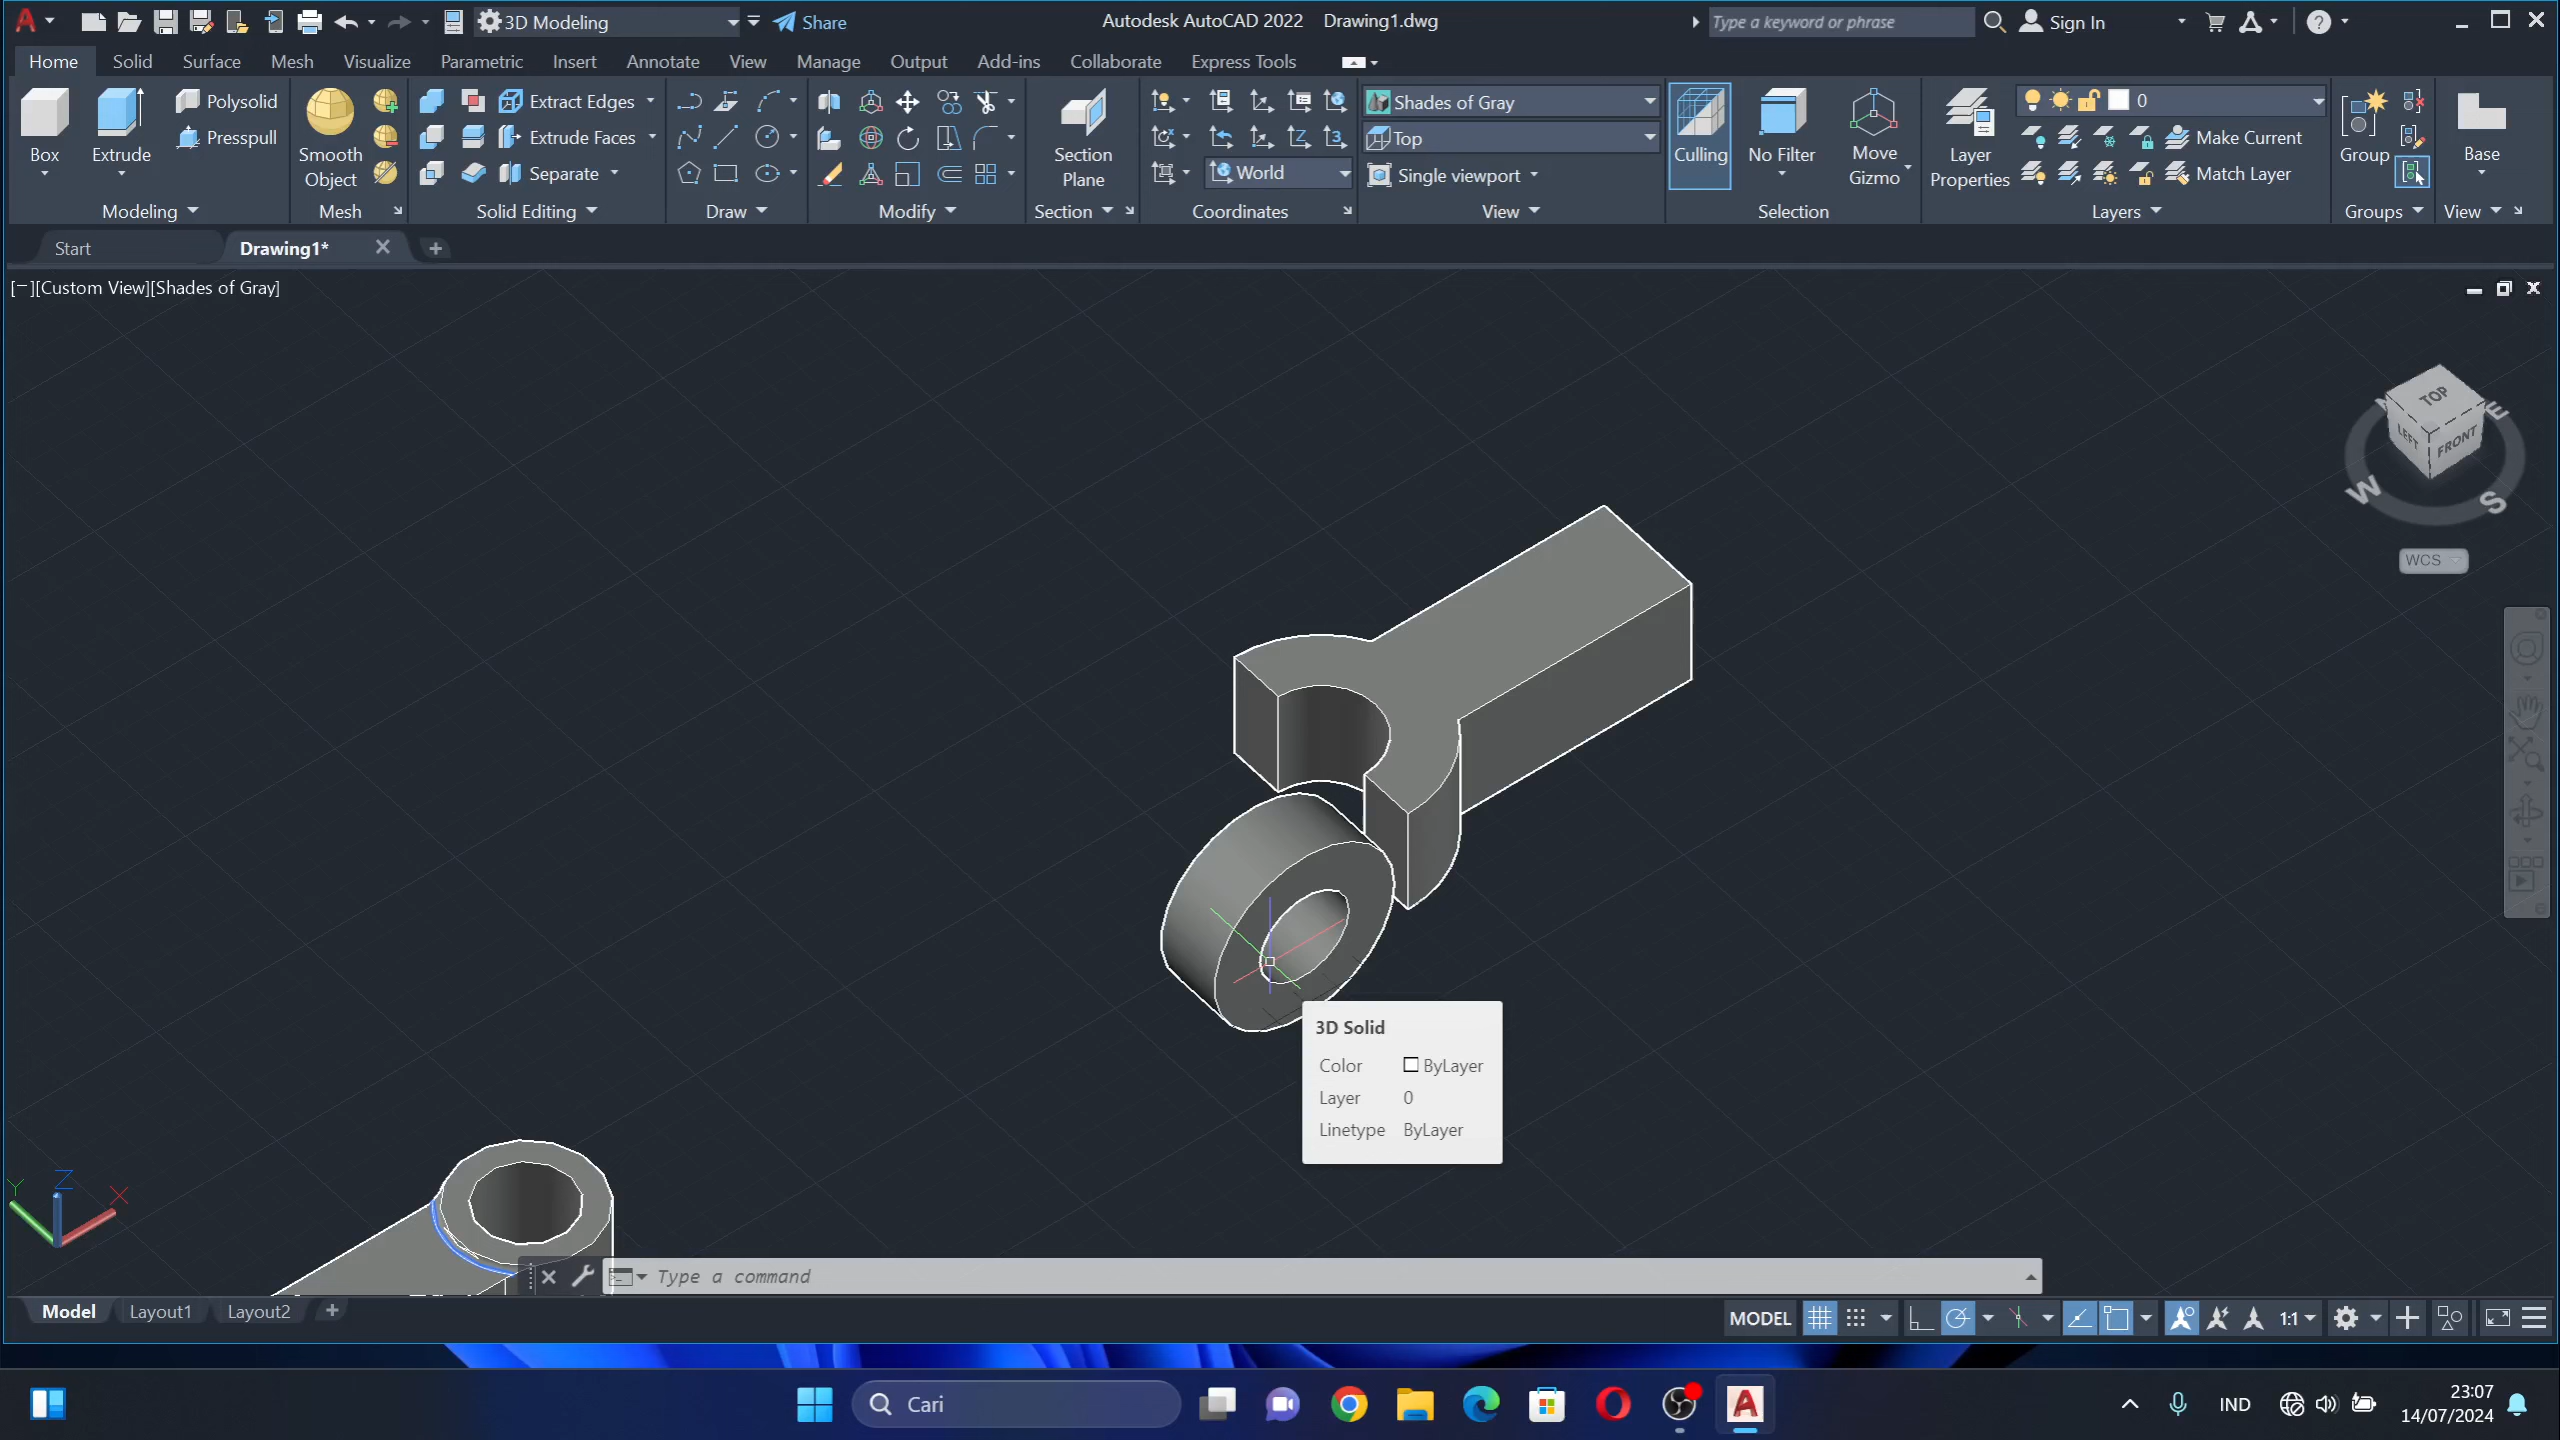 3D Modeling
Share
Autodesk AutoCAD 2022 Drawing1.dwg
Type a keyword or phrase
Sign In
Home Solid Surface Mesh Visualize Parametric Insert Annotate View Manage Output Add-ins Collaborate Express Tools
Box
Extrude
Polysolid
Presspull
Smooth Object
Extract Edges
Extrude Faces
Separate
Section Plane
World
Shades of Gray
Top
Single viewport
Culling
No Filter
Move Gizmo
Layer Properties
0
Make Current
Match Layer
Group
Base
Modeling
Mesh
Solid Editing
Draw
Modify
Section
Coordinates
View
Selection
Layers
Groups
View
Start
Drawing1*
[−][Custom View][Shades of Gray]
TOP
LEFT
FRONT
E
W
S
WCS
3D Solid
Color ByLayer
Layer 0
Linetype ByLayer
Y
Z
X
Type a command
Model
Layout1
Layout2
MODEL
1:1
Cari
IND
23:07
14/07/2024